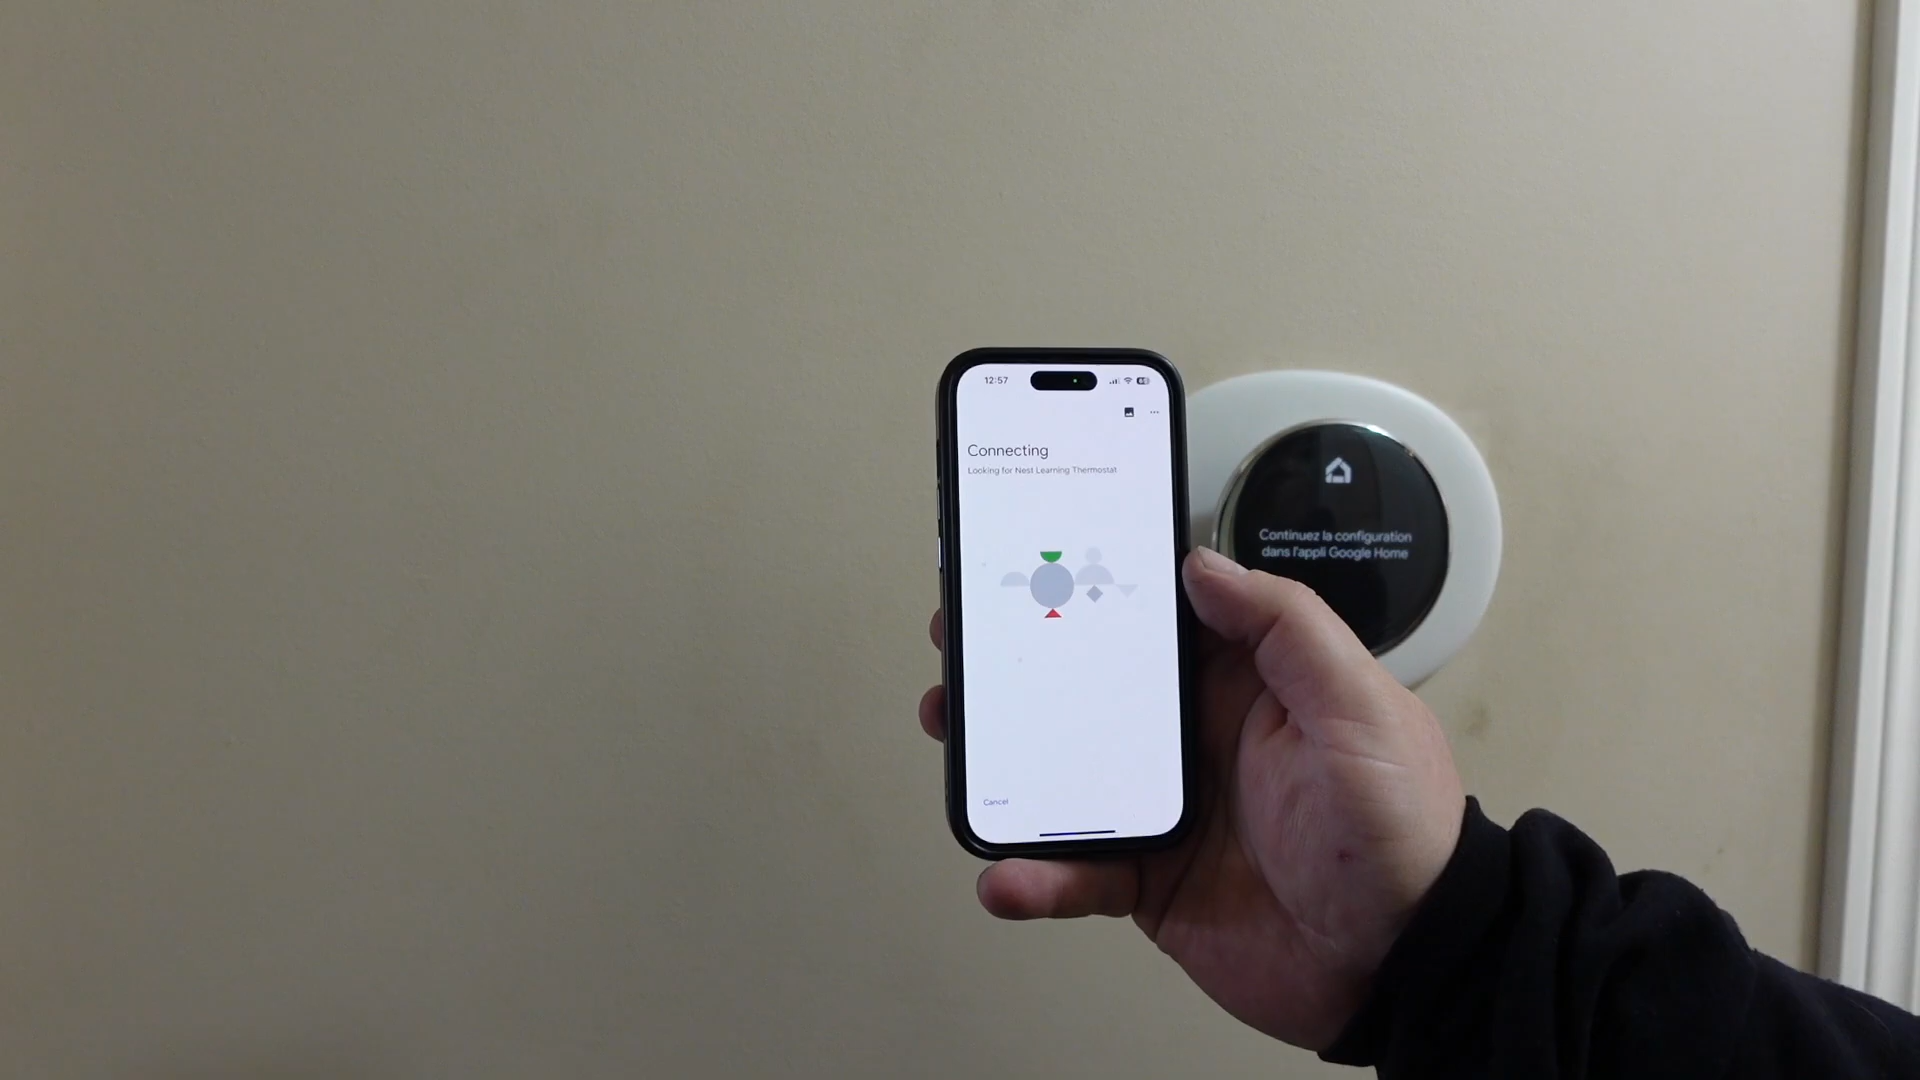 12:57
Connecting
Looking for Nest Learning Thermostat
Cancel
Continuez la configuration
dans l'appli Google Home